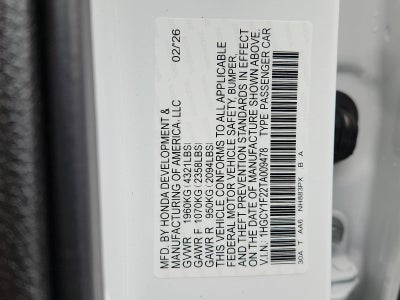 MFD. BY HONDA DEVELOPMENT & 02/26
MANUFACTURING OF AMERICA, LLC
GVWR 1960KG(4321LBS)
GAWR F 1070KG(2358LBS)
GAWR R 950KG(2094LBS)
THIS VEHICLE CONFORMS TO ALL APPLICABLE
FEDERAL MOTOR VEHICLE SAFETY, BUMPER,
AND THEFT PREVENTION STANDARDS IN EFFECT
ON THE DATE OF MANUFACTURE SHOWN ABOVE.
V.I.N: 1HGCY1F22TA009478 TYPE: PASSENGER CAR
30A T AA6 NH883PX B A